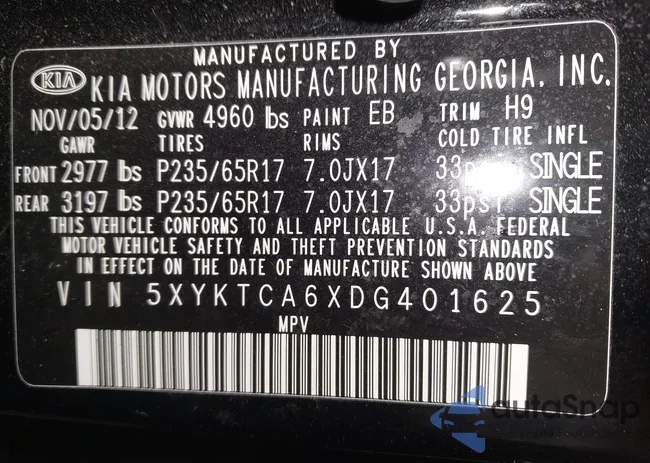 MANUFACTURED BY
KIA KIA MOTORS MANUFACTURING GEORGIA, INC.
NOV/05/12 GVWR 4960 lbs PAINT EB TRIM H9
GAWR TIRES RIMS COLD TIRE INFL
FRONT 2977 lbs P235/65R17 7.0JX17 33psi SINGLE
REAR 3197 lbs P235/65R17 7.0JX17 33psi SINGLE
THIS VEHICLE CONFORMS TO ALL APPLICABLE U.S.A. FEDERAL
MOTOR VEHICLE SAFETY AND THEFT PREVENTION STANDARDS
IN EFFECT ON THE DATE OF MANUFACTURE SHOWN ABOVE
VIN 5XYKTCA6XDG401625
MPV
autoSnap